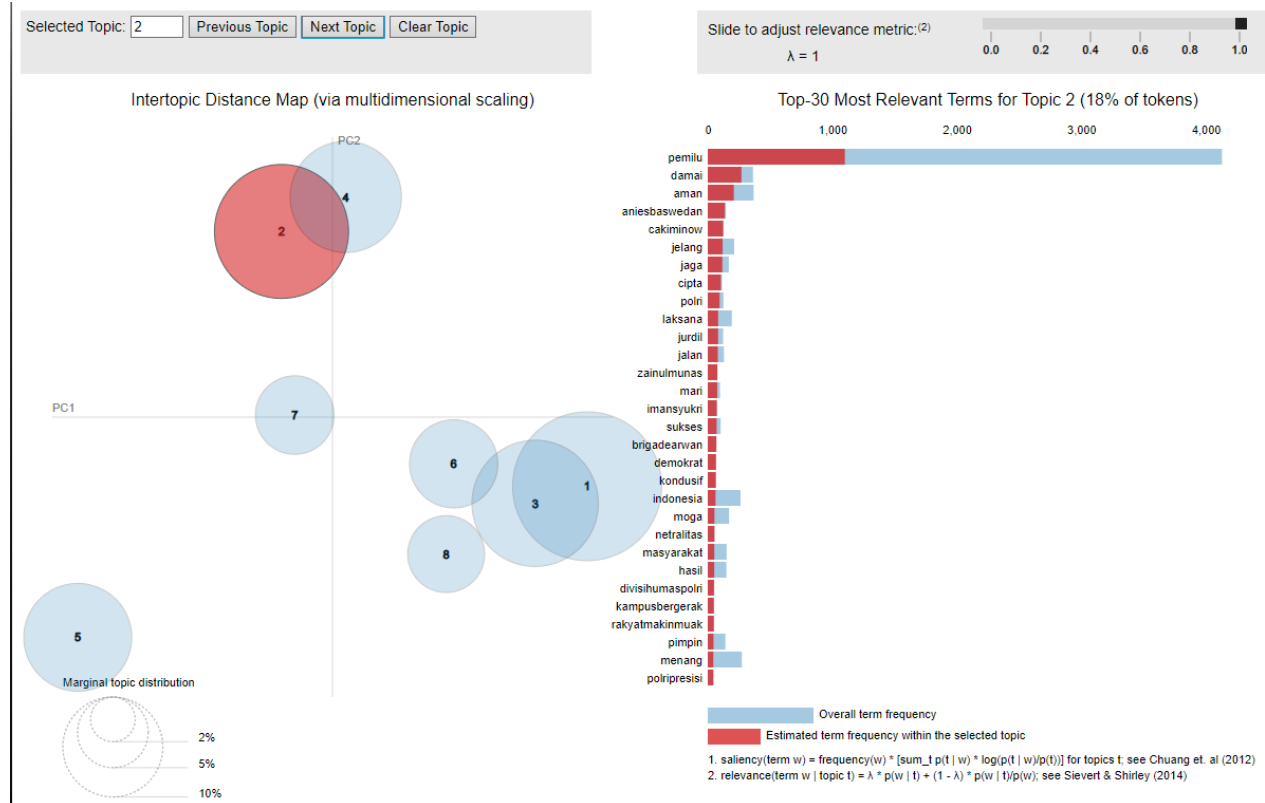 Selected Topic: 2 Previous Topic Next Topic Clear Topic
Slide to adjust relevance metric:(2)
λ = 1
0.0 0.2 0.4 0.6 0.8 1.0
Intertopic Distance Map (via multidimensional scaling)
PC2
PC1
2
4
7
6
1
3
8
5
Marginal topic distribution
2%
5%
10%
Top-30 Most Relevant Terms for Topic 2 (18% of tokens)
0 1,000 2,000 3,000 4,000
pemilu
damai
aman
aniesbaswedan
cakiminow
jelang
jaga
cipta
polri
laksana
jurdil
jalan
zainulmunas
mari
imansyukri
sukses
brigadearwan
demokrat
kondusif
indonesia
moga
netralitas
masyarakat
hasil
divisihumaspolri
kampusbergerak
rakyatmakinmuak
pimpin
menang
polripresisi
Overall term frequency
Estimated term frequency within the selected topic
1. saliency(term w) = frequency(w) * [sum_t p(t | w) * log(p(t | w)/p(t))] for topics t; see Chuang et. al (2012)
2. relevance(term w | topic t) = λ * p(w | t) + (1 - λ) * p(w | t)/p(w); see Sievert & Shirley (2014)